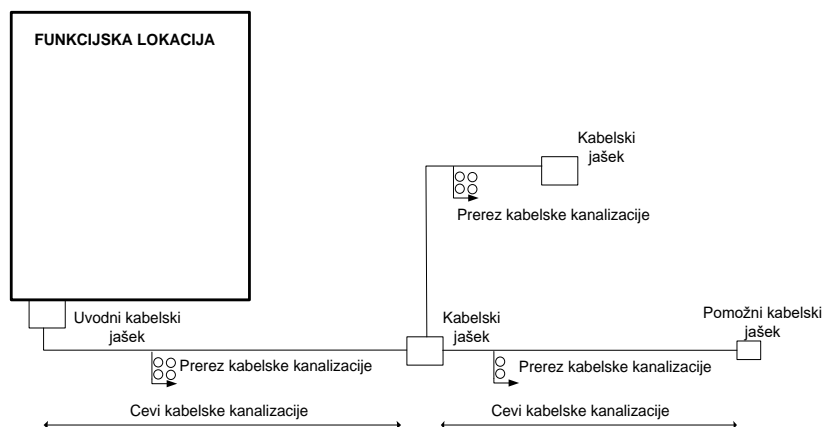 FUNKCIJSKA LOKACIJA
Kabelski
jašek
Prerez kabelske kanalizacije
Uvodni kabelski
jašek
Kabelski
jašek
Pomožni kabelski
jašek
Prerez kabelske kanalizacije
Prerez kabelske kanalizacije
Cevi kabelske kanalizacije
Cevi kabelske kanalizacije